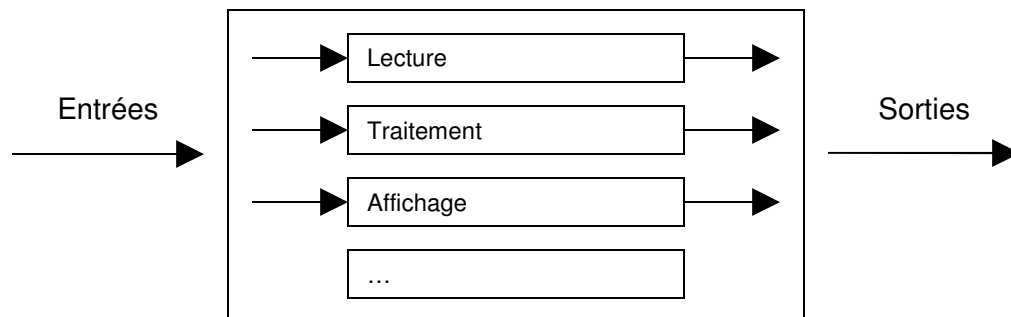 Entrées
Lecture
Traitement
Affichage
…
Sorties